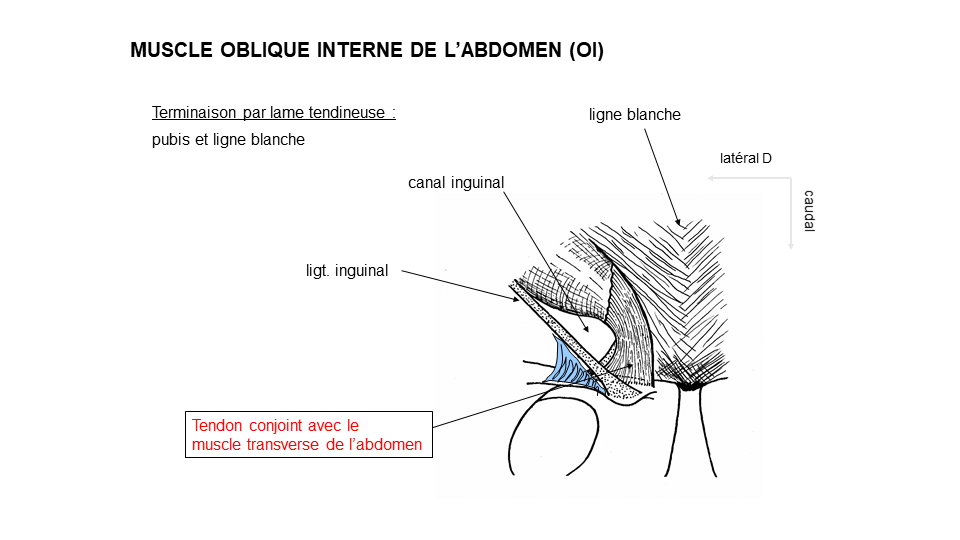 MUSCLE OBLIQUE INTERNE DE L’ABDOMEN (OI)
Terminaison par lame tendineuse :
pubis et ligne blanche
ligne blanche
latéral D
caudal
canal inguinal
ligt. inguinal
Tendon conjoint avec le
muscle transverse de l’abdomen